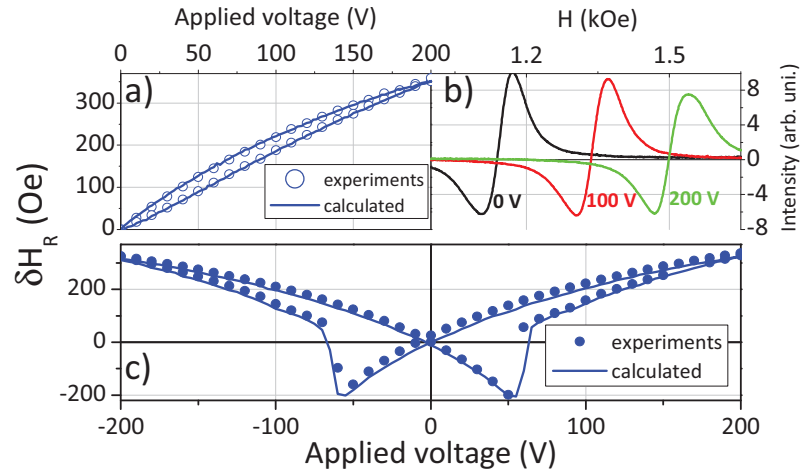 Applied voltage (V)
H (kOe)
0 50 100 150 200
1.2 1.5
a)
b)
300
200
100
0
experiments
calculated
0 V
100 V
200 V
8
4
0
-4
-8
Intensity (arb. uni.)
δH_R (Oe)
200
0
-200
c)
experiments
calculated
-200 -100 0 100 200
Applied voltage (V)